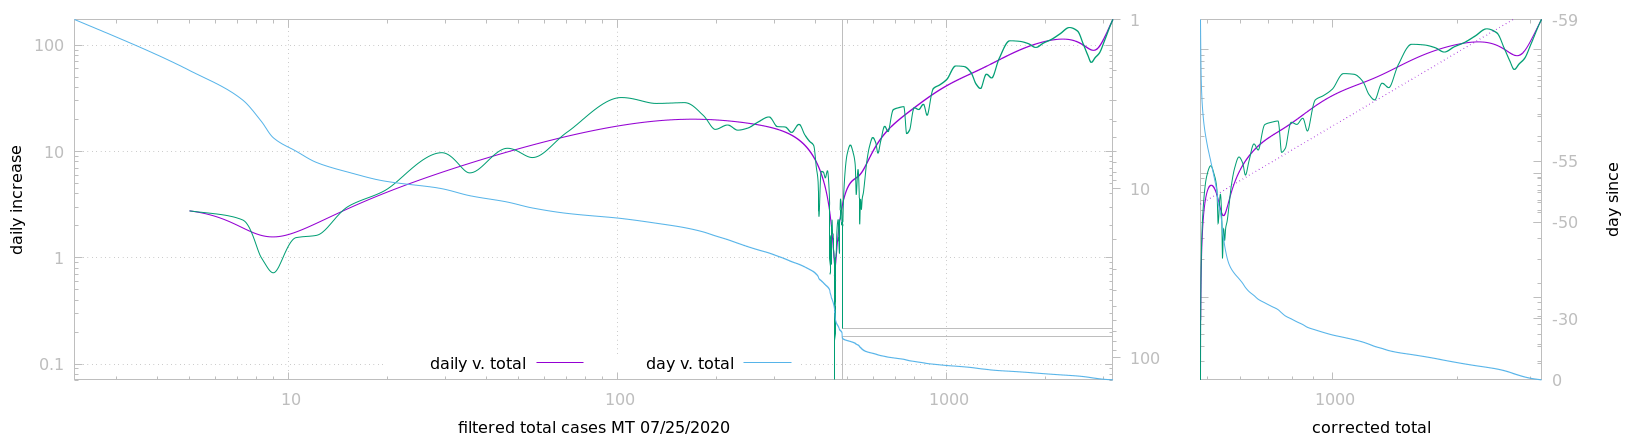 daily increase
100
10
1
0.1
daily v. total
day v. total
10
100
1000
filtered total cases MT 07/25/2020
1
10
100
1000
corrected total
-59
-55
-50
-30
0
day since